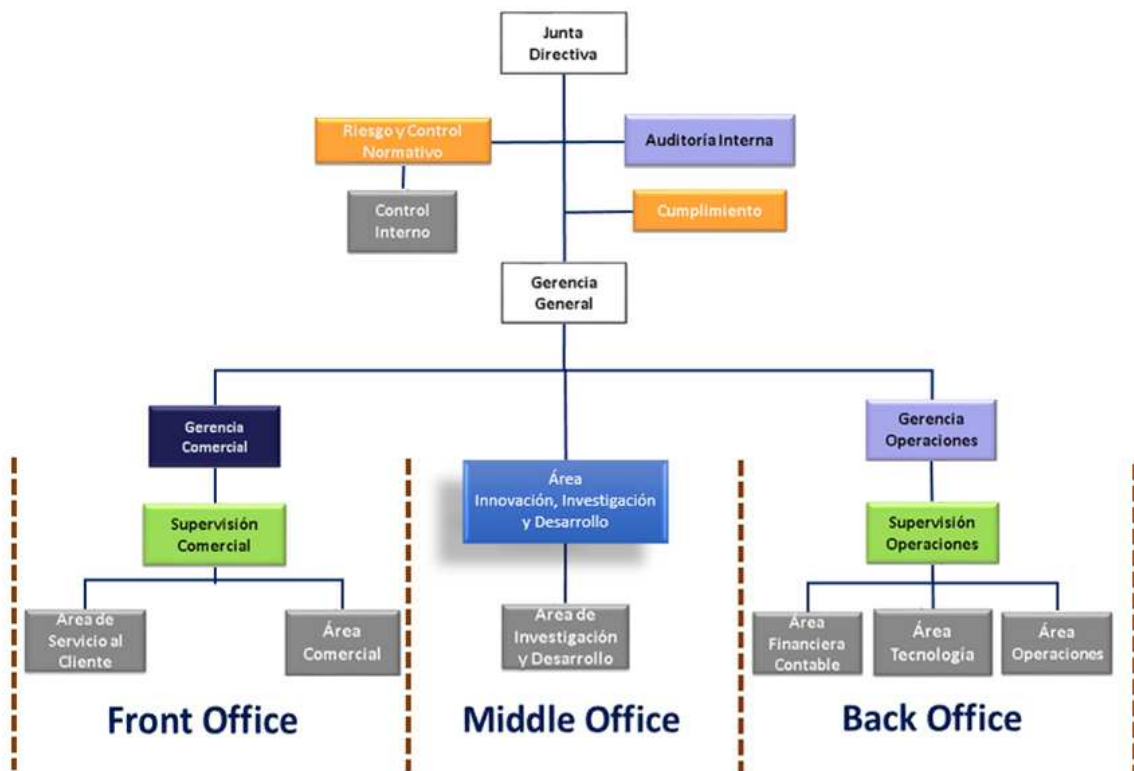 Junta
Directiva
Riesgo y Control
Normativo
Auditoría Interna
Control
Interno
Cumplimiento
Gerencia
General
Gerencia
Comercial
Gerencia
Operaciones
Área
Innovación, Investigación
y Desarrollo
Supervisión
Comercial
Supervisión
Operaciones
Área de
Servicio al
Cliente
Área
Comercial
Área de
Investigación
y Desarrollo
Área
Financiera
Contable
Área
Tecnología
Área
Operaciones
Front Office
Middle Office
Back Office